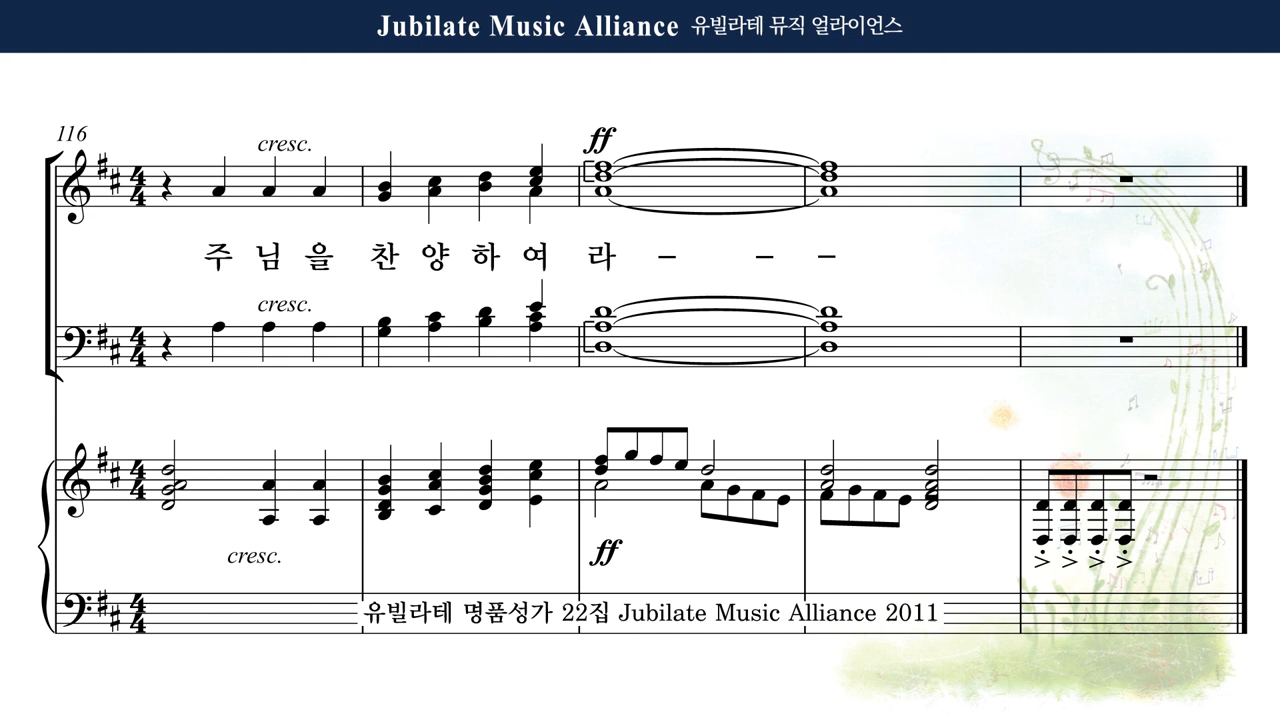 Jubilate Music Alliance 유빌라테 뮤직 얼라이언스
116
cresc.
ff
주 님 을 찬 양 하 여 라 – – –
cresc.
cresc.
ff
유빌라테 명품성가 22집 Jubilate Music Alliance 2011